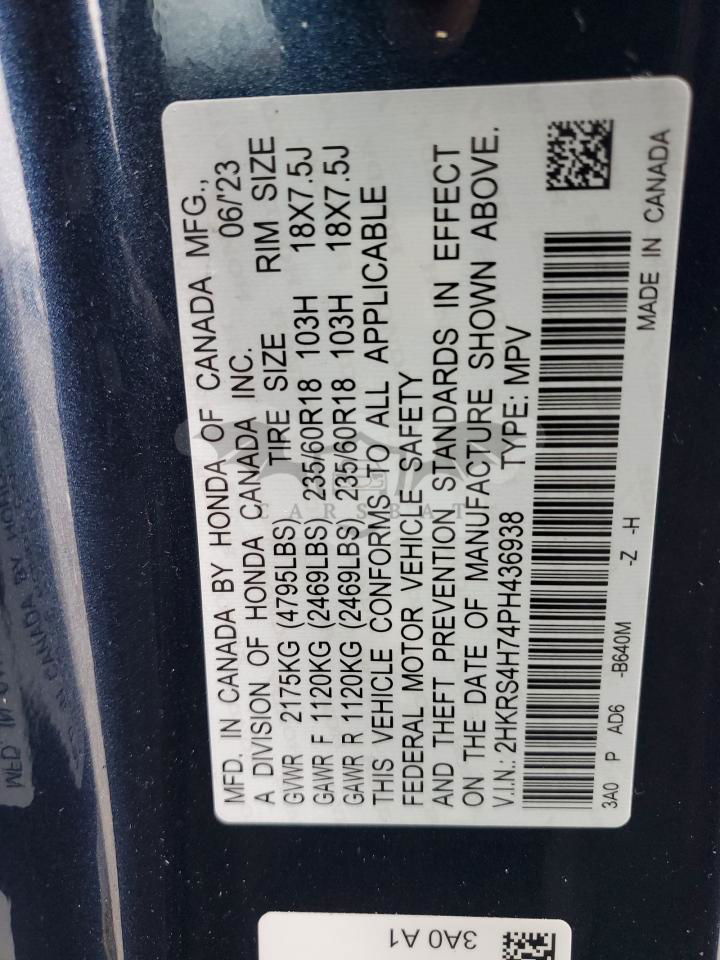 MFD. IN CANADA BY HONDA OF CANADA MFG.,
A DIVISION OF HONDA CANADA INC. 06/'23
TIRE SIZE RIM SIZE
GVWR 2175KG (4795LBS)
GAWR F 1120KG (2469LBS) 235/60R18 103H 18X7.5J
GAWR R 1120KG (2469LBS) 235/60R18 103H 18X7.5J
THIS VEHICLE CONFORMS TO ALL APPLICABLE
FEDERAL MOTOR VEHICLE SAFETY
AND THEFT PREVENTION STANDARDS IN EFFECT
ON THE DATE OF MANUFACTURE SHOWN ABOVE.
V.I.N.: 2HKRS4H74PH436938 TYPE: MPV
3A0 P AD6 -B640M -Z -H
MADE IN CANADA
CARSBAT
3A0 A1